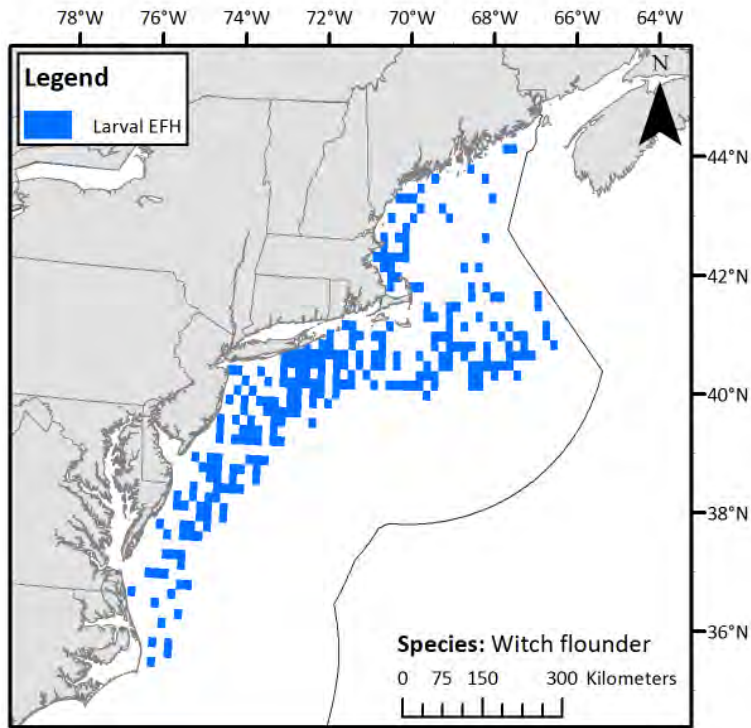 78°W 76°W 74°W 72°W 70°W 68°W 66°W 64°W
Legend
Larval EFH
N
44°N
42°N
40°N
38°N
36°N
Species: Witch flounder
0 75 150 300 Kilometers